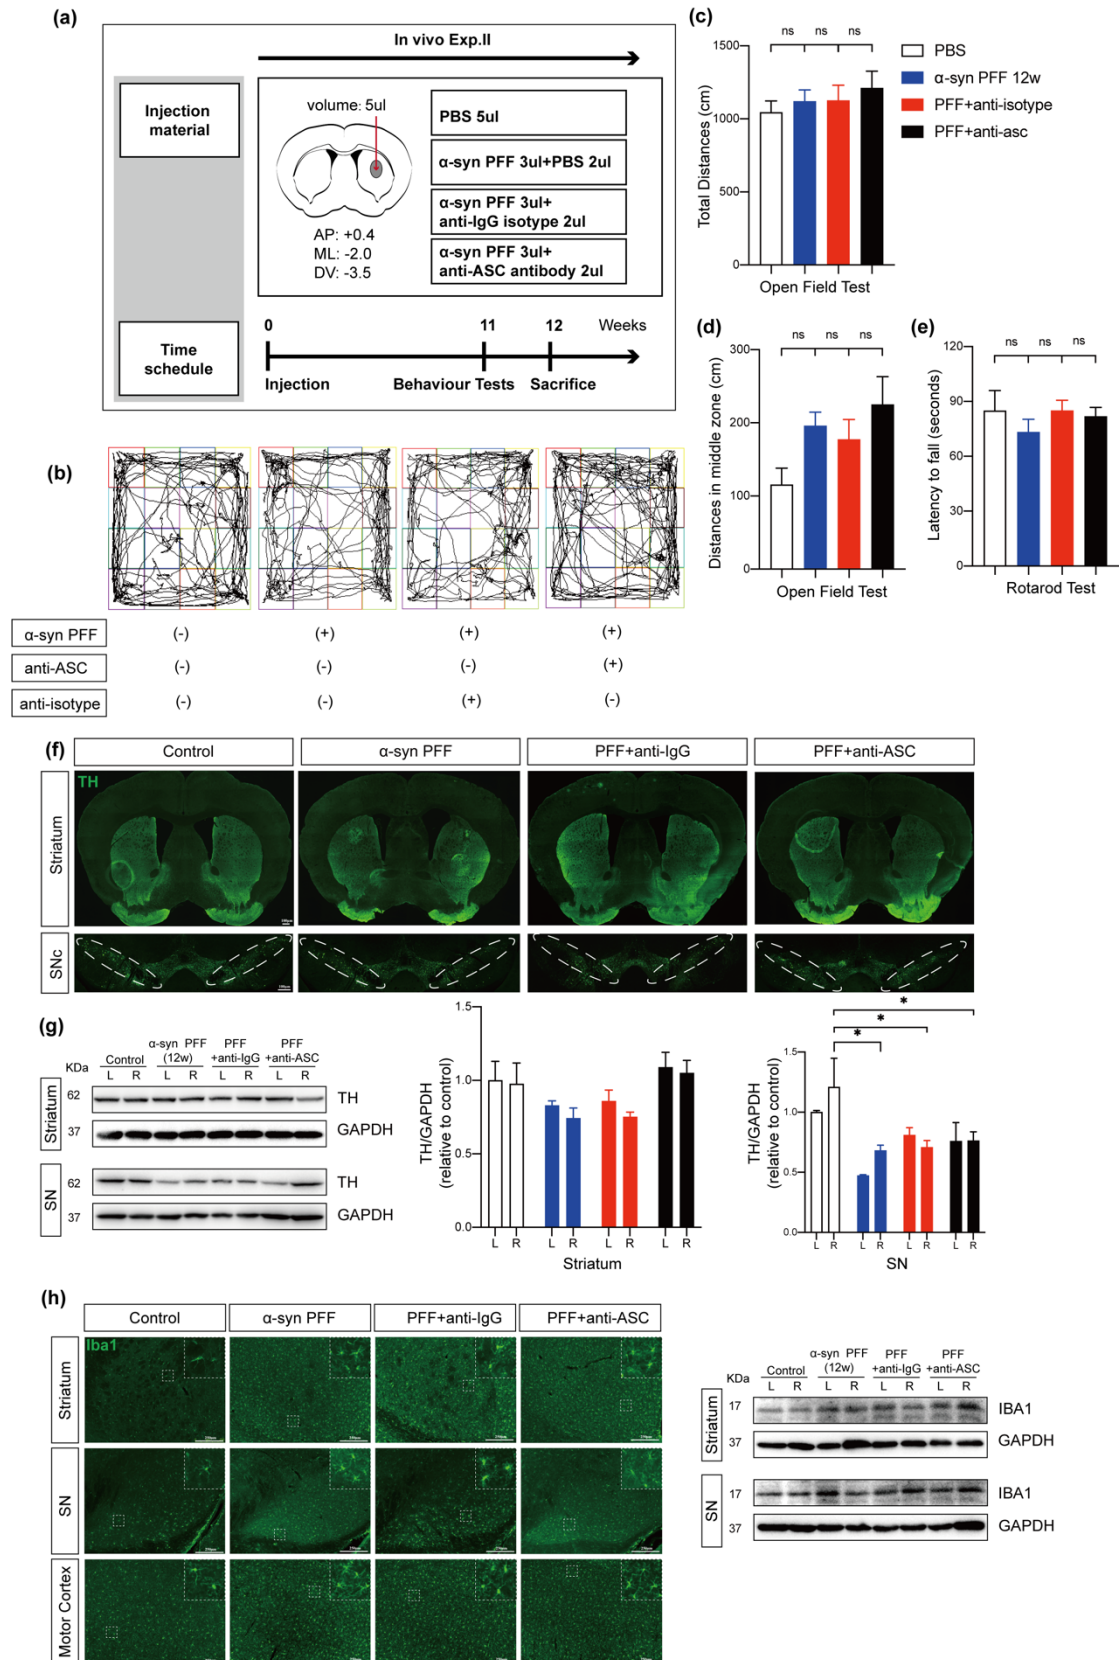 (a)
In vivo Exp.II
Injection
material
volume: 5ul
AP: +0.4
ML: -2.0
DV: -3.5
PBS 5ul
α-syn PFF 3ul+PBS 2ul
α-syn PFF 3ul+
anti-IgG isotype 2ul
α-syn PFF 3ul+
anti-ASC antibody 2ul
Time
schedule
0 11 12 Weeks
Injection Behaviour Tests Sacrifice
(c)
ns ns ns
Total Distances (cm)
1500
1000
500
0
Open Field Test
PBS
α-syn PFF 12w
PFF+anti-isotype
PFF+anti-asc
(d)
ns ns ns
Distances in middle zone (cm)
300
200
100
0
Open Field Test
(e)
ns ns ns
Latency to fall (seconds)
120
90
60
30
0
Rotarod Test
(b)
α-syn PFF (-) (+) (+) (+)
anti-ASC (-) (-) (-) (+)
anti-isotype (-) (-) (+) (-)
(f)
Control α-syn PFF PFF+anti-IgG PFF+anti-ASC
Striatum
TH
SNc
(g)
KDa
Control
α-syn PFF
(12w)
PFF
+anti-IgG
PFF
+anti-ASC
L R L R L R L R
Striatum
62 TH
37 GAPDH
SN
62 TH
37 GAPDH
TH/GAPDH
(relative to control)
1.5
1.0
0.5
0.0
L R L R L R L R
Striatum
*
*
*
TH/GAPDH
(relative to control)
1.5
1.0
0.5
0.0
L R L R L R L R
SN
(h)
Control α-syn PFF PFF+anti-IgG PFF+anti-ASC
Iba1
Striatum
SN
Motor Cortex
KDa
Control
α-syn PFF
(12w)
PFF
+anti-IgG
PFF
+anti-ASC
L R L R L R L R
Striatum
17 IBA1
37 GAPDH
SN
17 IBA1
37 GAPDH